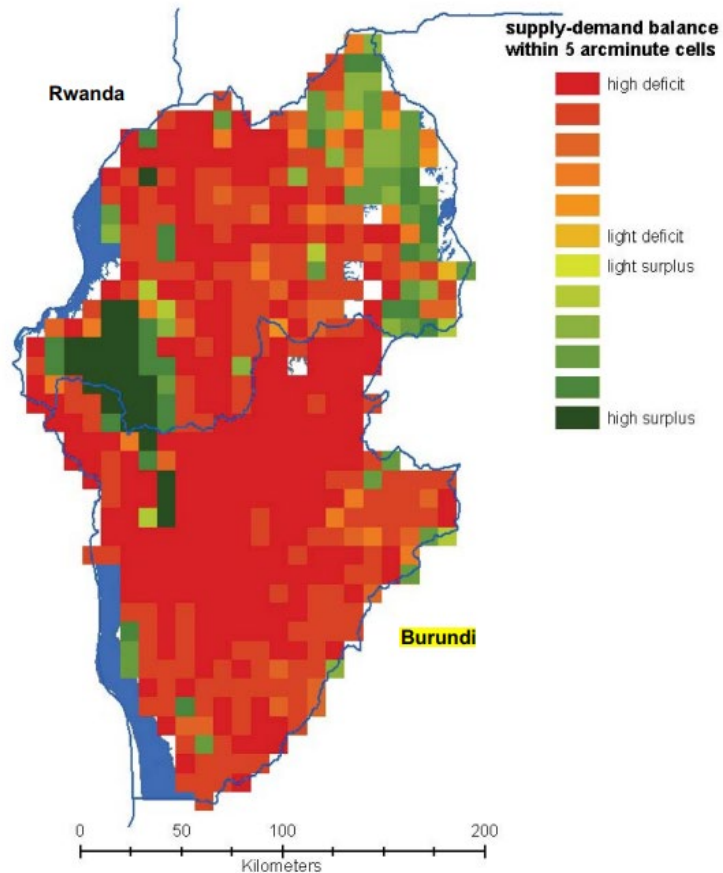 supply-demand balance
within 5 arcminute cells
high deficit
light deficit
light surplus
high surplus
Rwanda
Burundi
0 50 100 200
Kilometers